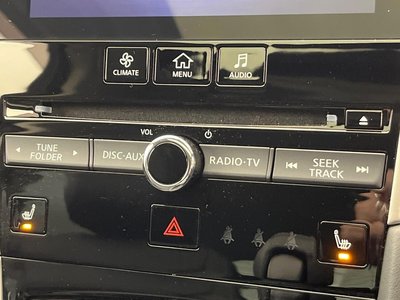 CLIMATE
MENU
AUDIO
VOL
TUNE
FOLDER
DISC•AUX
RADIO•TV
SEEK
TRACK